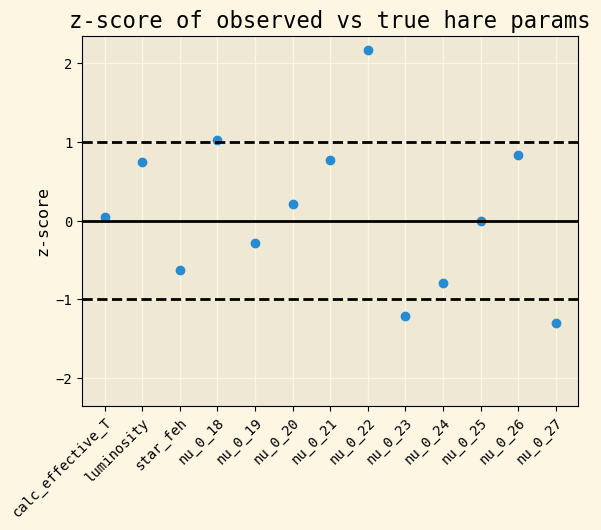 z-score of observed vs true hare params
z-score
2
1
0
−1
−2
calc_effective_T
luminosity
star_feh
nu_0_18
nu_0_19
nu_0_20
nu_0_21
nu_0_22
nu_0_23
nu_0_24
nu_0_25
nu_0_26
nu_0_27